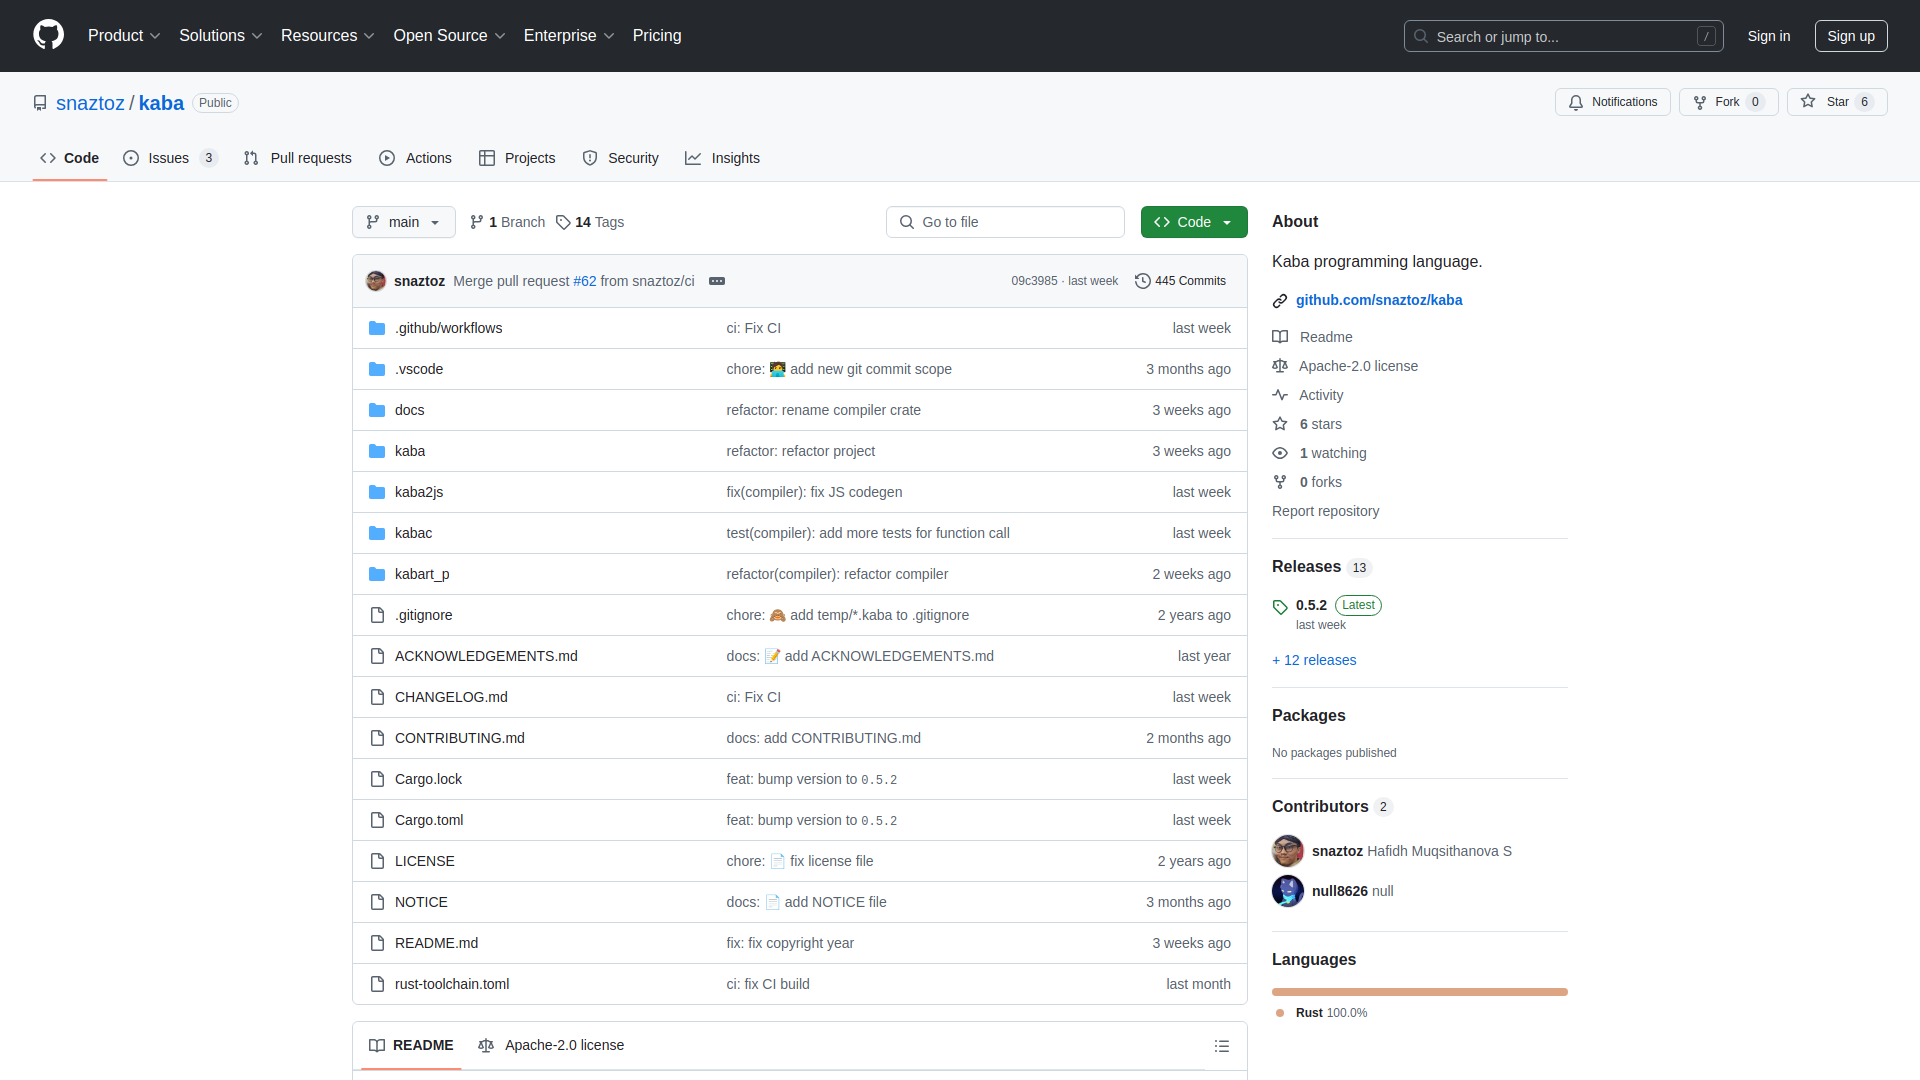 Product Solutions Resources Open Source Enterprise Pricing Search or jump to... / Sign in Sign up
snaztoz / kaba Public Notifications Fork 0 Star 6
Code Issues 3 Pull requests Actions Projects Security Insights
main 1 Branch 14 Tags Go to file Code
snaztoz Merge pull request #62 from snaztoz/ci 09c3985 · last week 445 Commits
.github/workflows ci: Fix CI last week
.vscode chore: 🧑‍💻 add new git commit scope 3 months ago
docs refactor: rename compiler crate 3 weeks ago
kaba refactor: refactor project 3 weeks ago
kaba2js fix(compiler): fix JS codegen last week
kabac test(compiler): add more tests for function call last week
kabart_p refactor(compiler): refactor compiler 2 weeks ago
.gitignore chore: 🙈 add temp/*.kaba to .gitignore 2 years ago
ACKNOWLEDGEMENTS.md docs: 📝 add ACKNOWLEDGEMENTS.md last year
CHANGELOG.md ci: Fix CI last week
CONTRIBUTING.md docs: add CONTRIBUTING.md 2 months ago
Cargo.lock feat: bump version to 0.5.2 last week
Cargo.toml feat: bump version to 0.5.2 last week
LICENSE chore: 📄 fix license file 2 years ago
NOTICE docs: 📄 add NOTICE file 3 months ago
README.md fix: fix copyright year 3 weeks ago
rust-toolchain.toml ci: fix CI build last month
README Apache-2.0 license
About
Kaba programming language.
github.com/snaztoz/kaba
Readme
Apache-2.0 license
Activity
6 stars
1 watching
0 forks
Report repository
Releases 13
0.5.2 Latest
last week
+ 12 releases
Packages
No packages published
Contributors 2
snaztoz Hafidh Muqsithanova S
null8626 null
Languages
Rust 100.0%